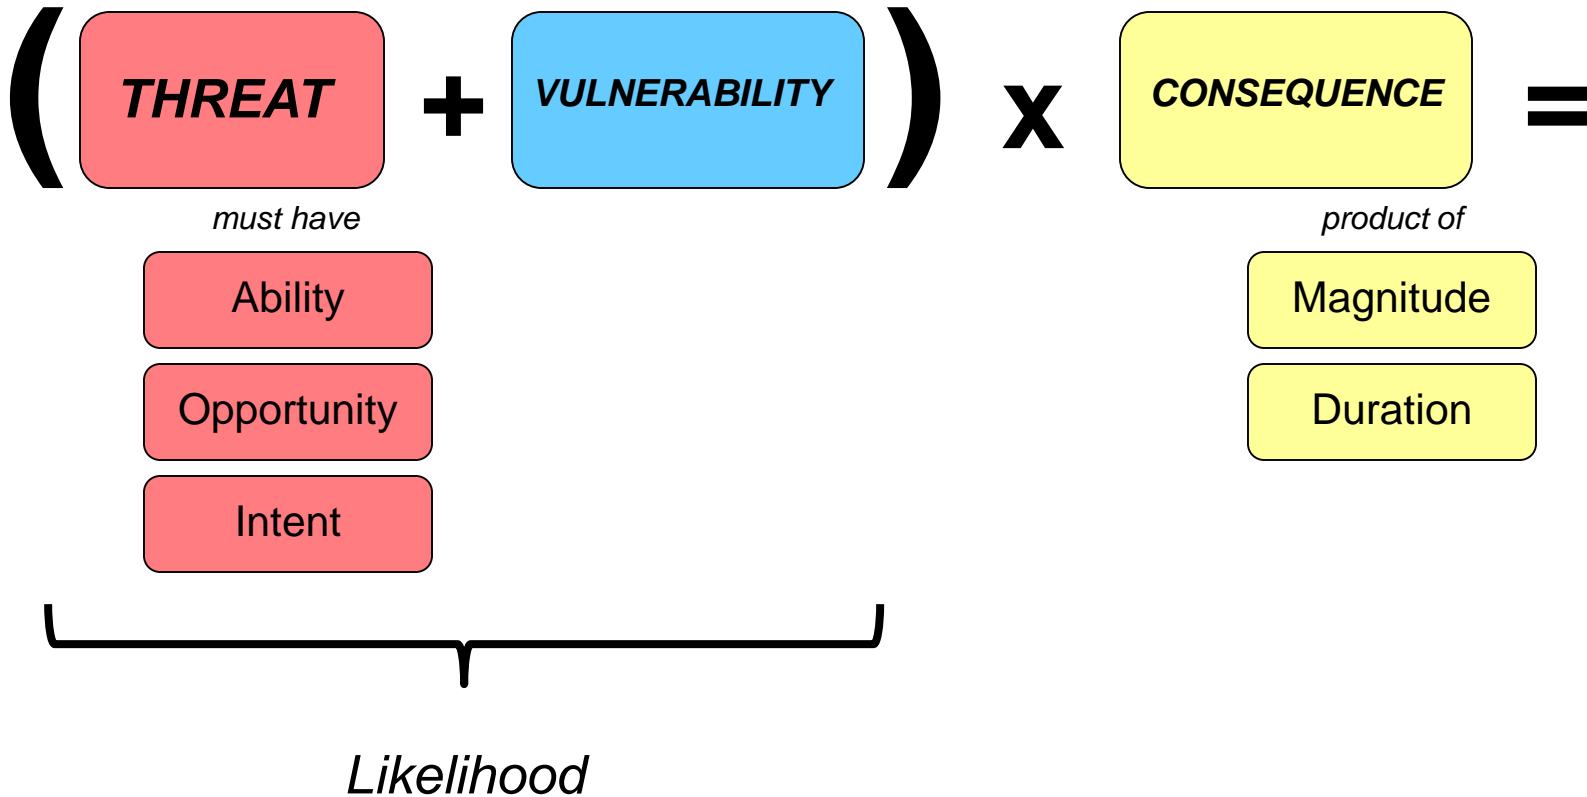 ( THREAT + VULNERABILITY ) x CONSEQUENCE =
must have
product of
Ability
Magnitude
Opportunity
Duration
Intent
Likelihood